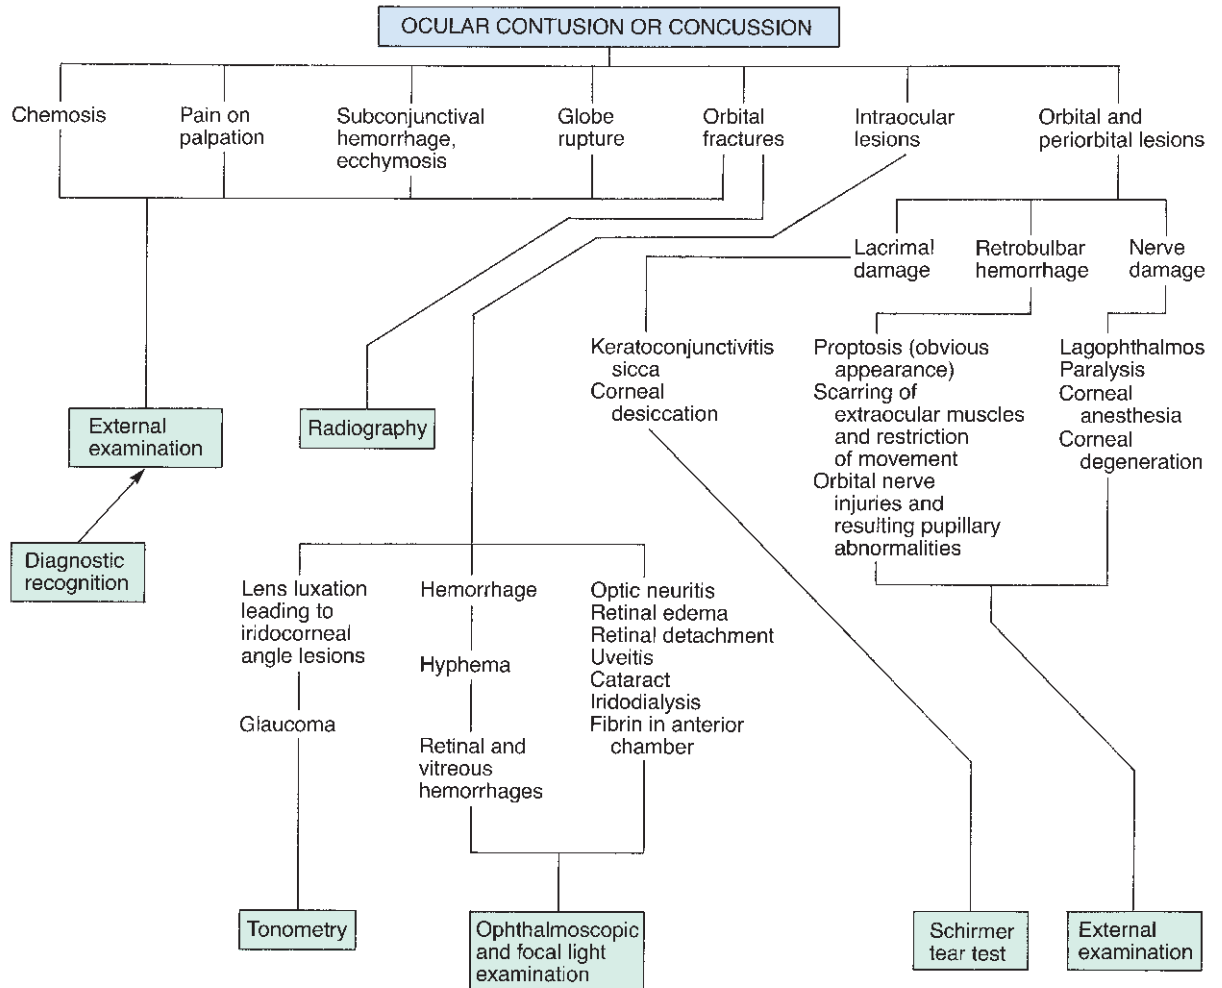 OCULAR CONTUSION OR CONCUSSION
Chemosis
Pain on
palpation
Subconjunctival
hemorrhage,
ecchymosis
Globe
rupture
Orbital
fractures
Intraocular
lesions
Orbital and
periorbital lesions
Lacrimal
damage
Retrobulbar
hemorrhage
Nerve
damage
Keratoconjunctivitis
sicca
Corneal
desiccation
Proptosis (obvious
appearance)
Scarring of
extraocular muscles
and restriction
of movement
Orbital nerve
injuries and
resulting pupillary
abnormalities
Lagophthalmos
Paralysis
Corneal
anesthesia
Corneal
degeneration
External
examination
Radiography
Diagnostic
recognition
Lens luxation
leading to
iridocorneal
angle lesions
Glaucoma
Hemorrhage
Hyphema
Retinal and
vitreous
hemorrhages
Optic neuritis
Retinal edema
Retinal detachment
Uveitis
Cataract
Iridodialysis
Fibrin in anterior
chamber
Tonometry
Ophthalmoscopic
and focal light
examination
Schirmer
tear test
External
examination